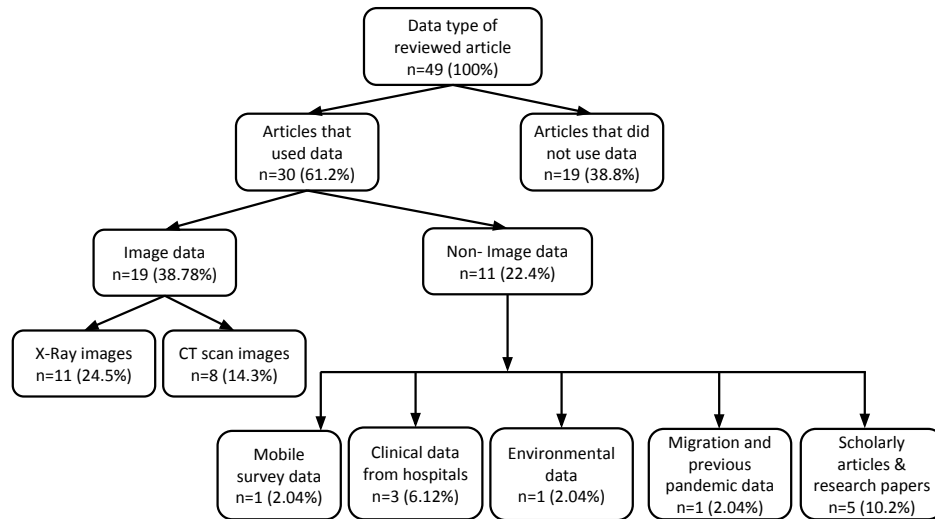 Data type of
reviewed article
n=49 (100%)
Articles that
used data
n=30 (61.2%)
Articles that did
not use data
n=19 (38.8%)
Image data
n=19 (38.78%)
Non- Image data
n=11 (22.4%)
X-Ray images
n=11 (24.5%)
CT scan images
n=8 (14.3%)
Mobile
survey data
n=1 (2.04%)
Clinical data
from hospitals
n=3 (6.12%)
Environmental
data
n=1 (2.04%)
Migration and
previous
pandemic data
n=1 (2.04%)
Scholarly
articles &
research papers
n=5 (10.2%)